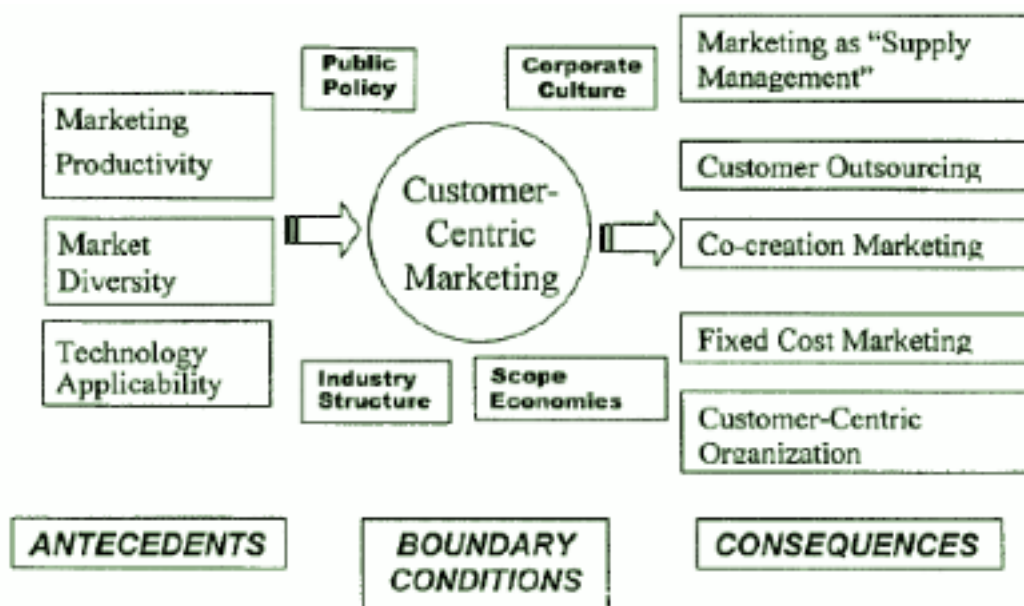 Marketing
Productivity
Market
Diversity
Technology
Applicability
Public
Policy
Corporate
Culture
Customer-
Centric
Marketing
Industry
Structure
Scope
Economies
Marketing as “Supply
Management”
Customer Outsourcing
Co-creation Marketing
Fixed Cost Marketing
Customer-Centric
Organization
ANTECEDENTS
BOUNDARY
CONDITIONS
CONSEQUENCES